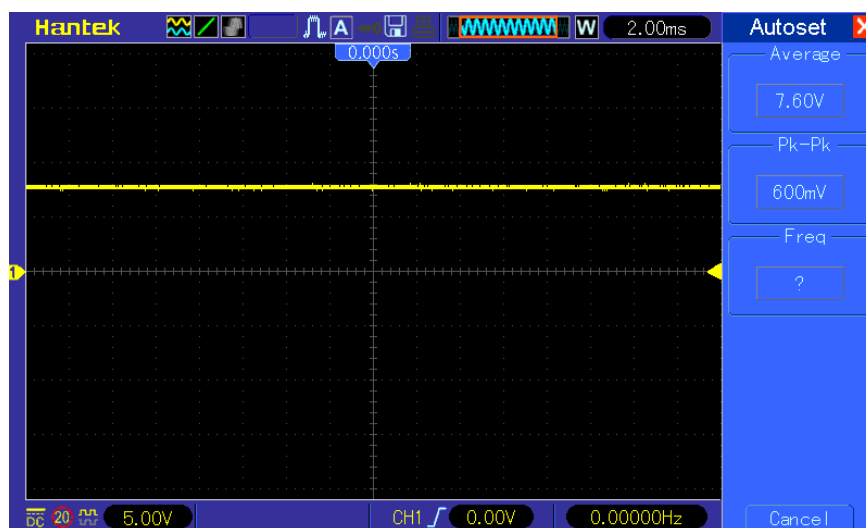 Hantek A W 2.00ms Autoset X
0.000s
Average
7.60V
Pk-Pk
600mV
Freq
?
1
DC 20 5.00V CH1 0.00V 0.00000Hz Cancel